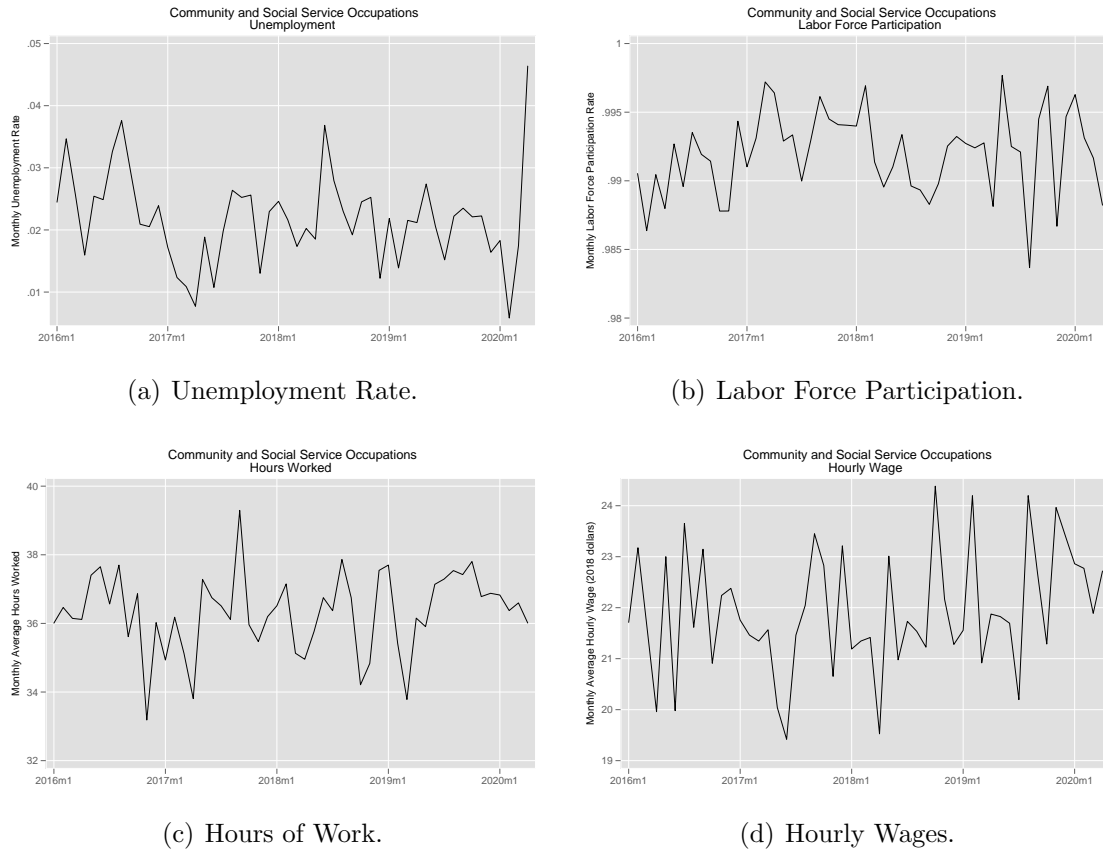 Community and Social Service Occupations
Unemployment
Monthly Unemployment Rate
.05
.04
.03
.02
.01
2016m1
2017m1
2018m1
2019m1
2020m1
(a) Unemployment Rate.
Community and Social Service Occupations
Labor Force Participation
Monthly Labor Force Participation Rate
1
.995
.99
.985
.98
2016m1
2017m1
2018m1
2019m1
2020m1
(b) Labor Force Participation.
Community and Social Service Occupations
Hours Worked
Monthly Average Hours Worked
40
38
36
34
32
2016m1
2017m1
2018m1
2019m1
2020m1
(c) Hours of Work.
Community and Social Service Occupations
Hourly Wage
Monthly Average Hourly Wage (2018 dollars)
24
23
22
21
20
19
2016m1
2017m1
2018m1
2019m1
2020m1
(d) Hourly Wages.